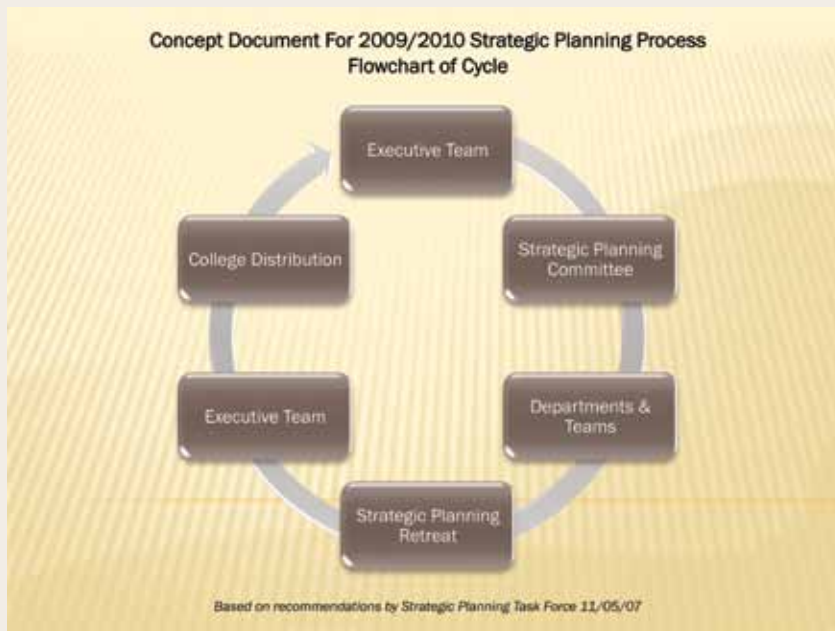 Concept Document For 2009/2010 Strategic Planning Process
Flowchart of Cycle
Executive Team
Strategic Planning
Committee
Departments &
Teams
Strategic Planning
Retreat
Executive Team
College Distribution
Based on recommendations by Strategic Planning Task Force 11/05/07